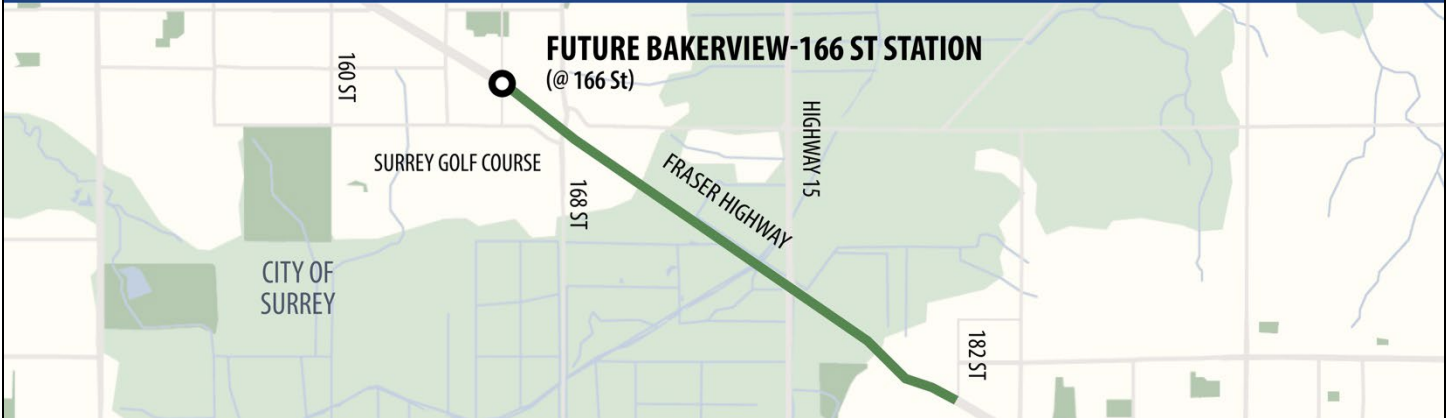 FUTURE BAKERVIEW-166 ST STATION
(@ 166 St)
160 ST
HIGHWAY 15
SURREY GOLF COURSE
FRASER HIGHWAY
168 ST
CITY OF
SURREY
182 ST